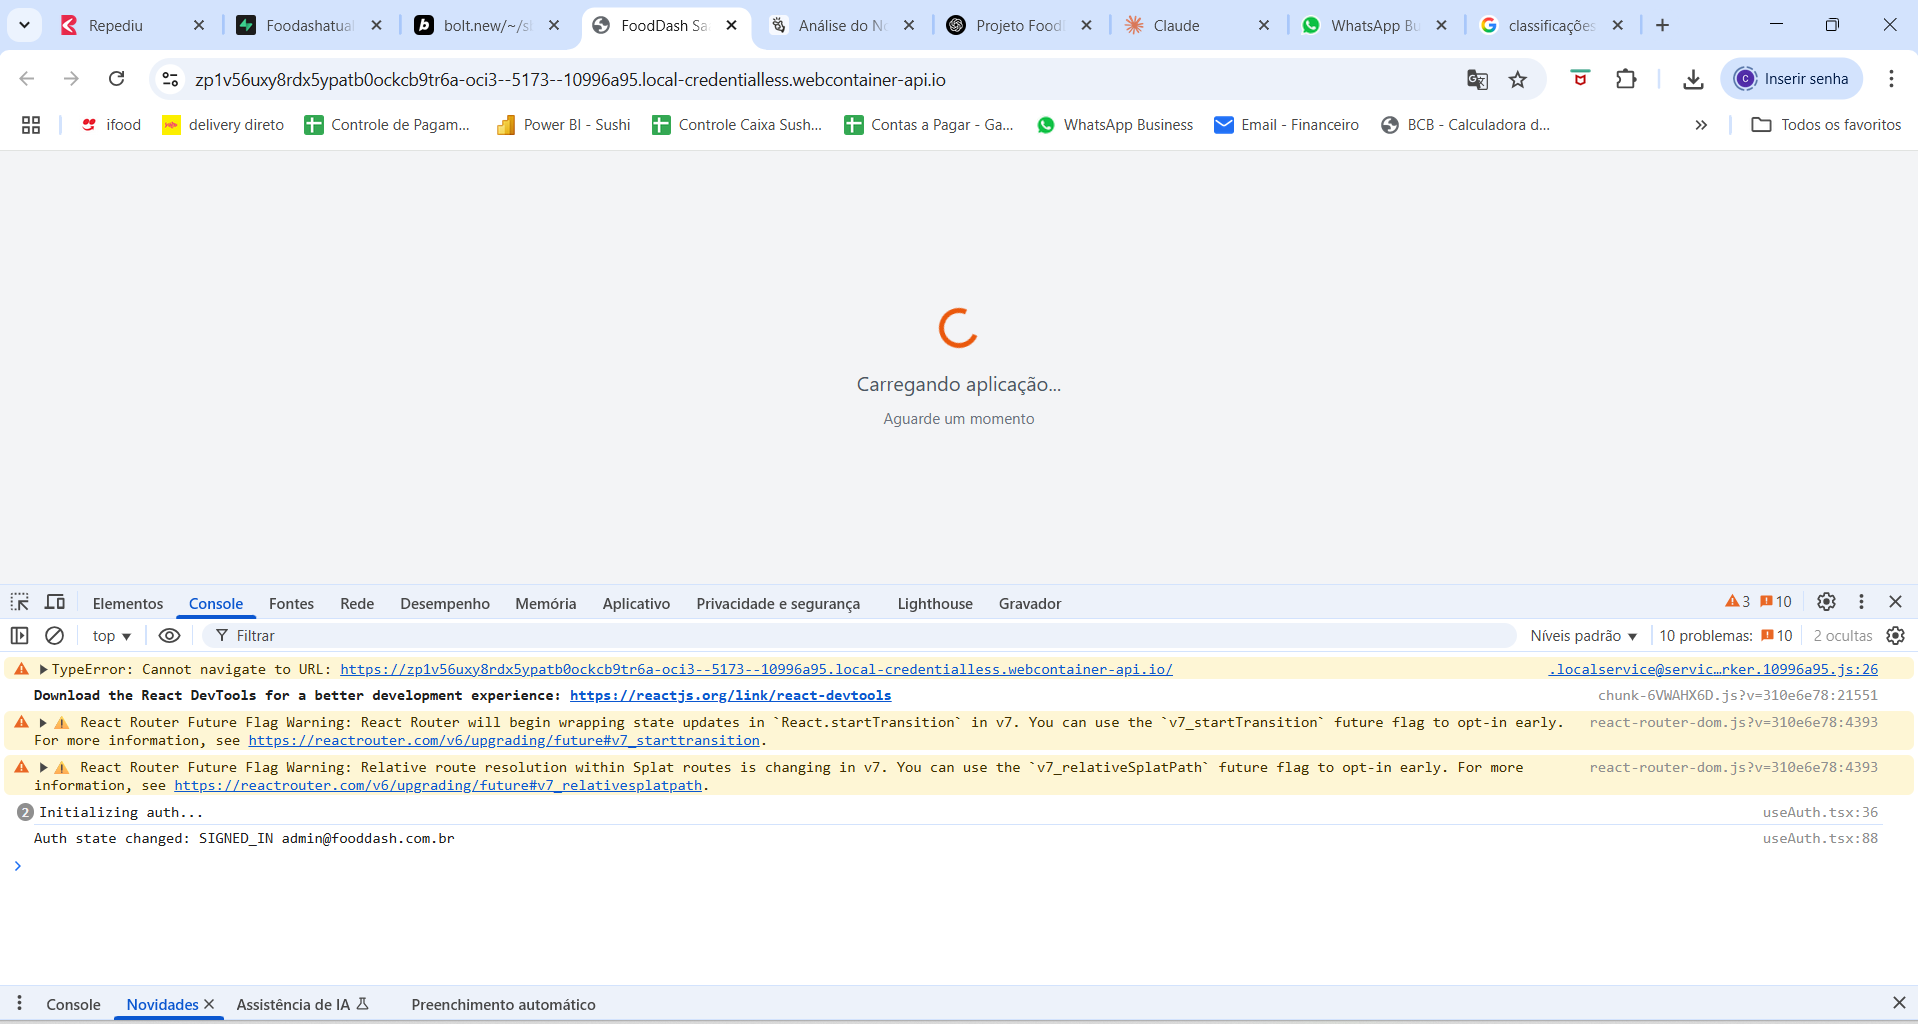 Repediu
Foodashatual
bolt.new/~/s
FoodDash Sa
Análise do No
Projeto Food
Claude
WhatsApp Bu
classificações
zp1v56uxy8rdx5ypatb0ockcb9tr6a-oci3--5173--10996a95.local-credentialless.webcontainer-api.io
Inserir senha
ifood
delivery direto
Controle de Pagam...
Power BI - Sushi
Controle Caixa Sush...
Contas a Pagar - Ga...
WhatsApp Business
Email - Financeiro
BCB - Calculadora d...
Todos os favoritos
Carregando aplicação...
Aguarde um momento
Elementos Console Fontes Rede Desempenho Memória Aplicativo Privacidade e segurança Lighthouse Gravador 3 10
top Filtrar Níveis padrão 10 problemas: 10 2 ocultas
TypeError: Cannot navigate to URL: https://zp1v56uxy8rdx5ypatb0ockcb9tr6a-oci3--5173--10996a95.local-credentialless.webcontainer-api.io/ .localservice@servic…rker.10996a95.js:26
Download the React DevTools for a better development experience: https://reactjs.org/link/react-devtools chunk-6VWAHX6D.js?v=310e6e78:21551
React Router Future Flag Warning: React Router will begin wrapping state updates in `React.startTransition` in v7. You can use the `v7_startTransition` future flag to opt-in early. react-router-dom.js?v=310e6e78:4393
For more information, see https://reactrouter.com/v6/upgrading/future#v7_starttransition.
React Router Future Flag Warning: Relative route resolution within Splat routes is changing in v7. You can use the `v7_relativeSplatPath` future flag to opt-in early. For more react-router-dom.js?v=310e6e78:4393
information, see https://reactrouter.com/v6/upgrading/future#v7_relativesplatpath.
2 Initializing auth... useAuth.tsx:36
Auth state changed: SIGNED_IN admin@fooddash.com.br useAuth.tsx:88
Console Novidades Assistência de IA Preenchimento automático